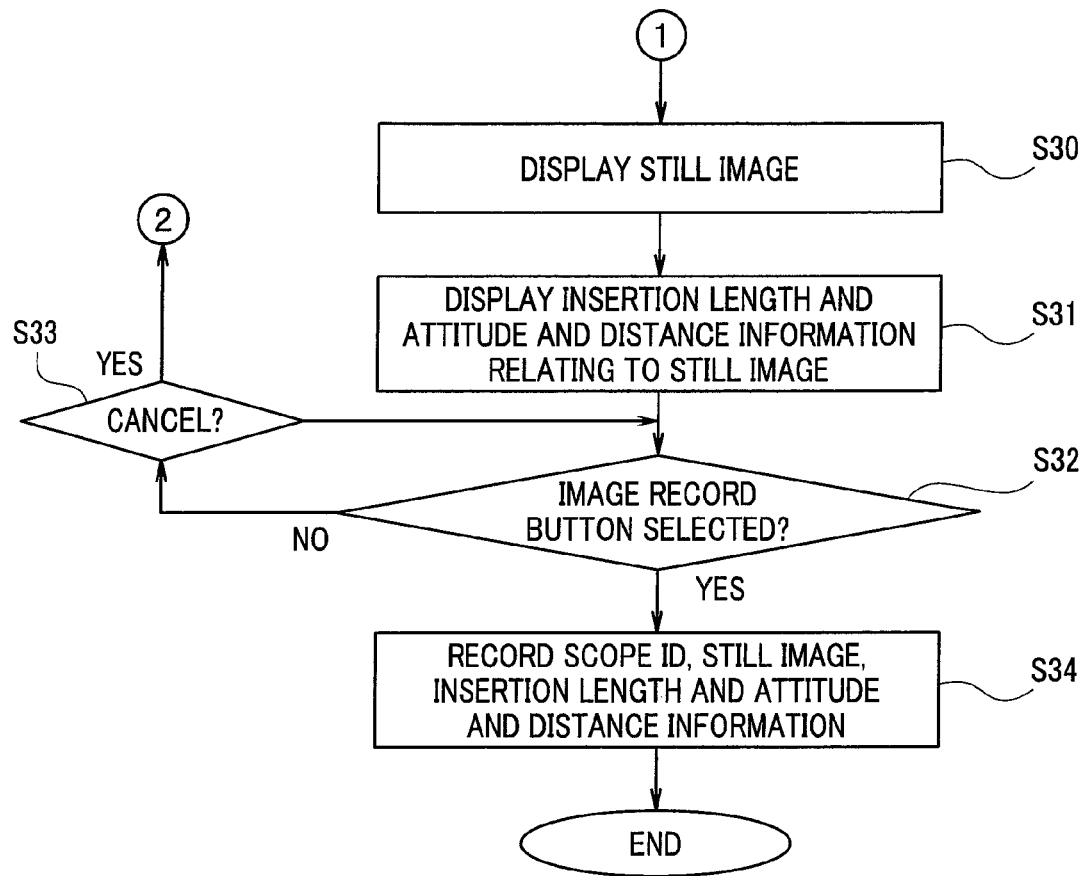 1
DISPLAY STILL IMAGE
S30
2
DISPLAY INSERTION LENGTH AND
ATTITUDE AND DISTANCE INFORMATION
RELATING TO STILL IMAGE
S31
S33
YES
CANCEL?
IMAGE RECORD
BUTTON SELECTED?
S32
NO
YES
RECORD SCOPE ID, STILL IMAGE,
INSERTION LENGTH AND ATTITUDE
AND DISTANCE INFORMATION
S34
END